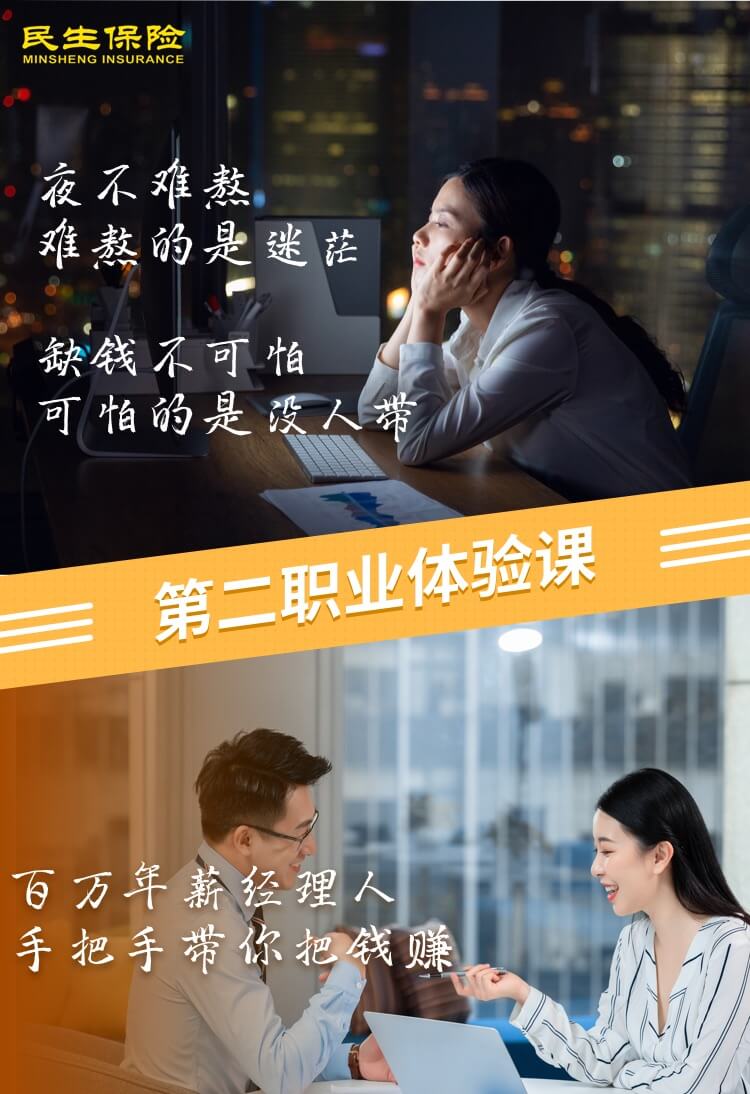 民生保险
MINSHENG INSURANCE
夜不难熬
难熬的是迷茫
缺钱不可怕
可怕的是没人带
第二职业体验课
百万年薪经理人
手把手带你把钱赚